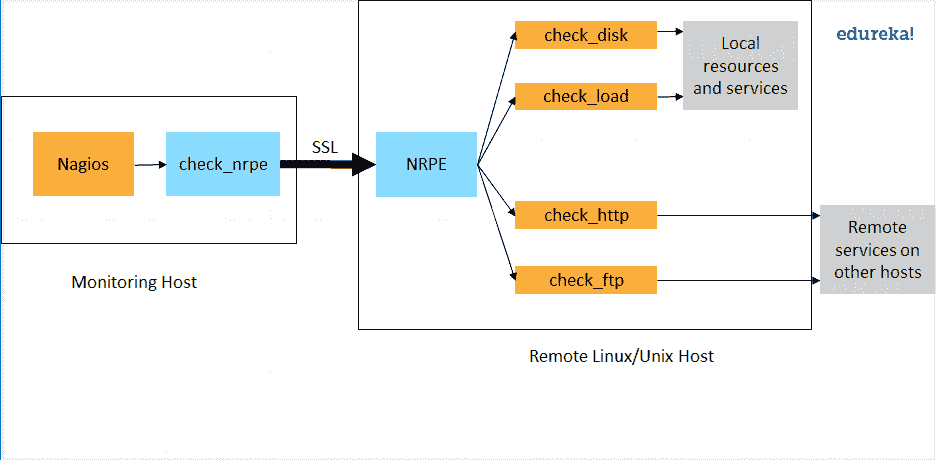 edureka!
check_disk
Local
resources
and services
check_load
Nagios
check_nrpe
SSL
NRPE
check_http
check_ftp
Remote
services on
other hosts
Monitoring Host
Remote Linux/Unix Host